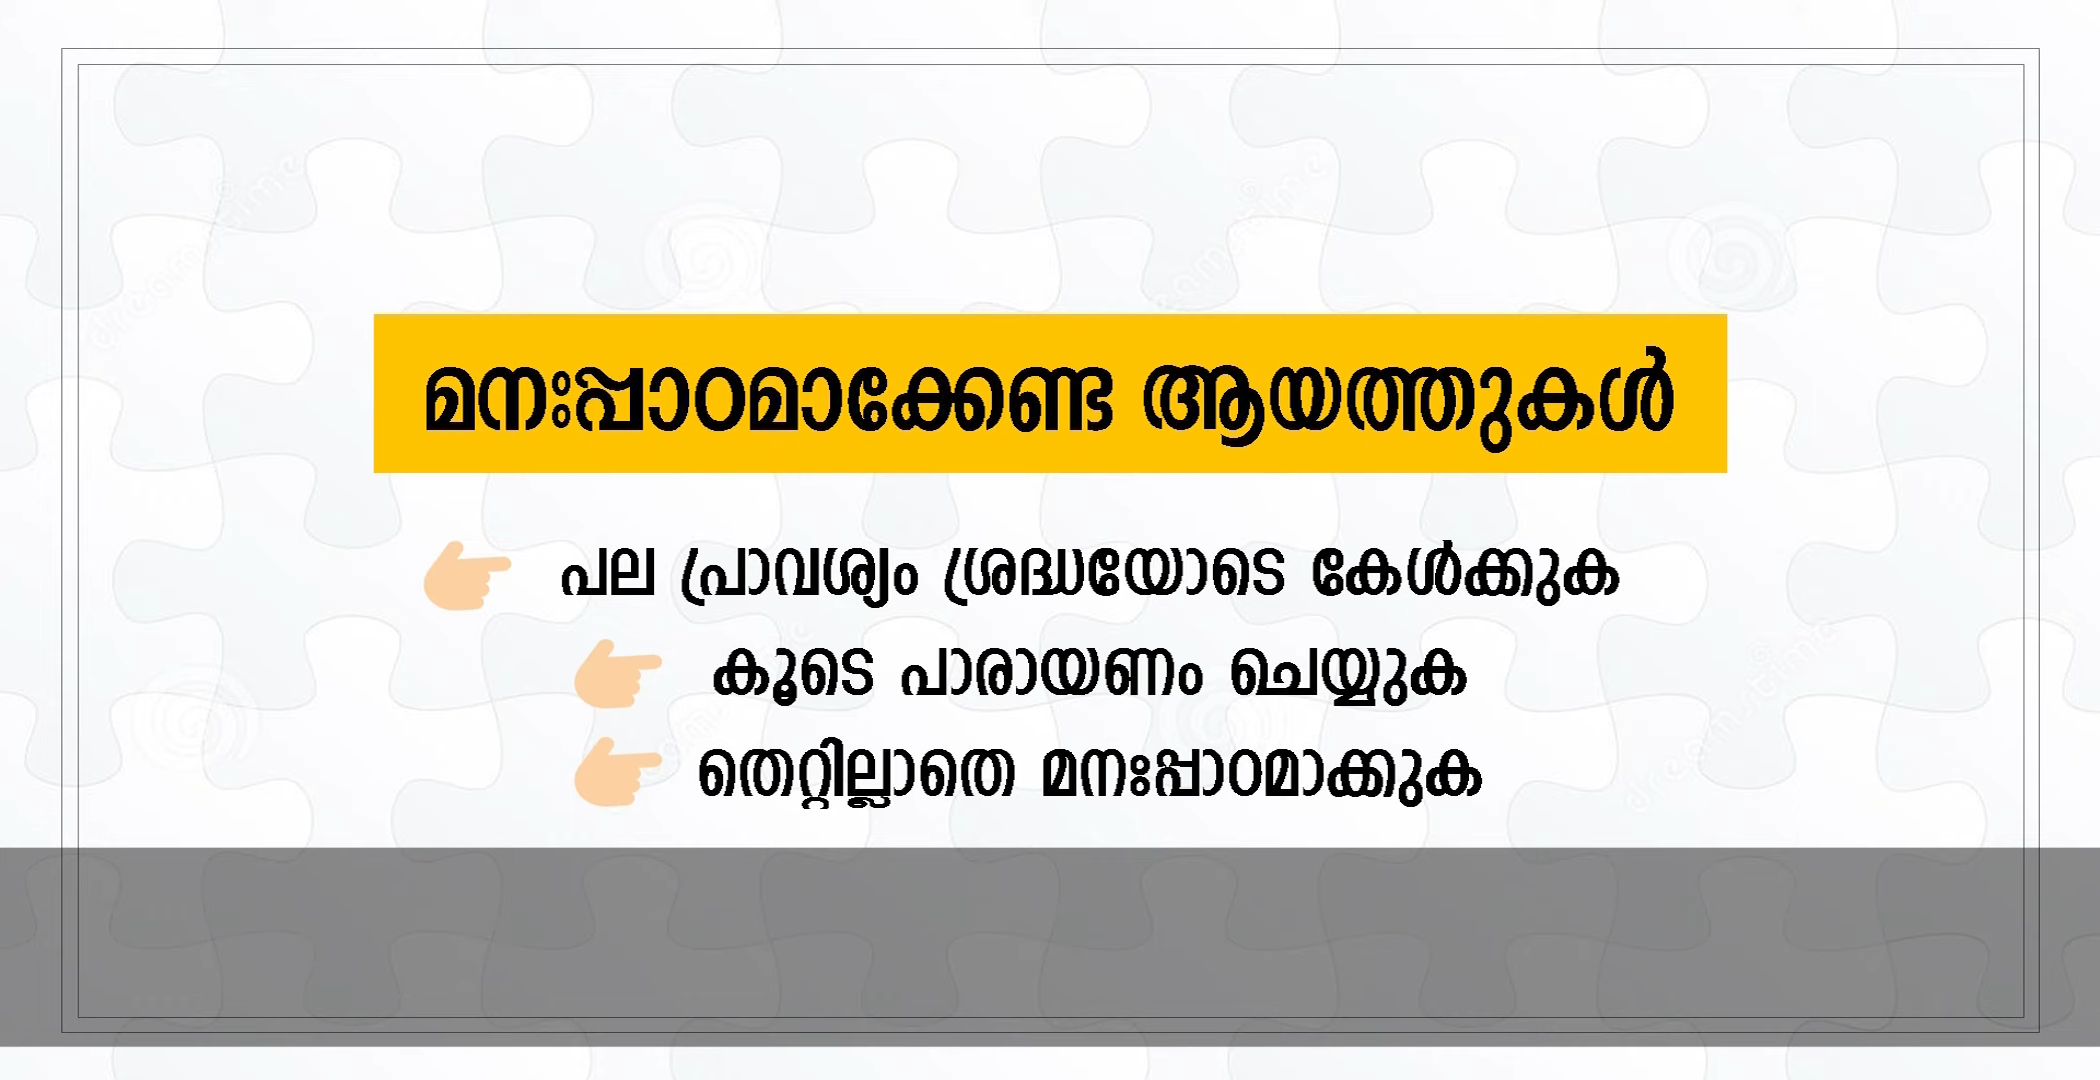 മനഃപ്പാഠമാക്കേണ്ട ആയത്തുകൾ
പല പ്രാവശ്യം ശ്രദ്ധയോടെ കേൾക്കുക
കൂടെ പാരായണം ചെയ്യുക
തെറ്റില്ലാതെ മനഃപ്പാഠമാക്കുക